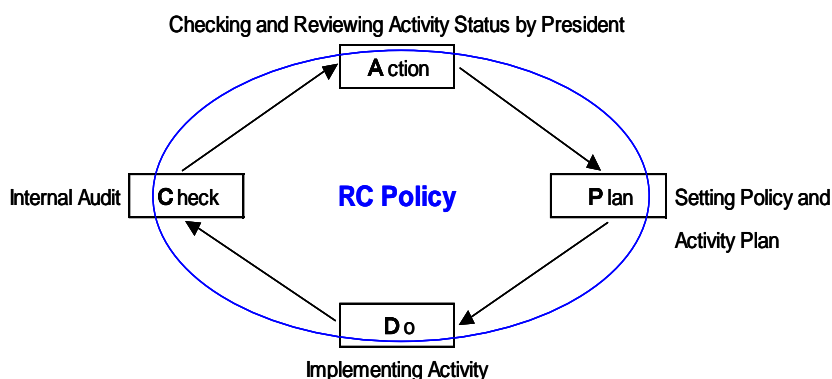 Checking and Reviewing Activity Status by President
Action
Internal Audit
Check
RC Policy
Plan
Setting Policy and
Activity Plan
Do
Implementing Activity